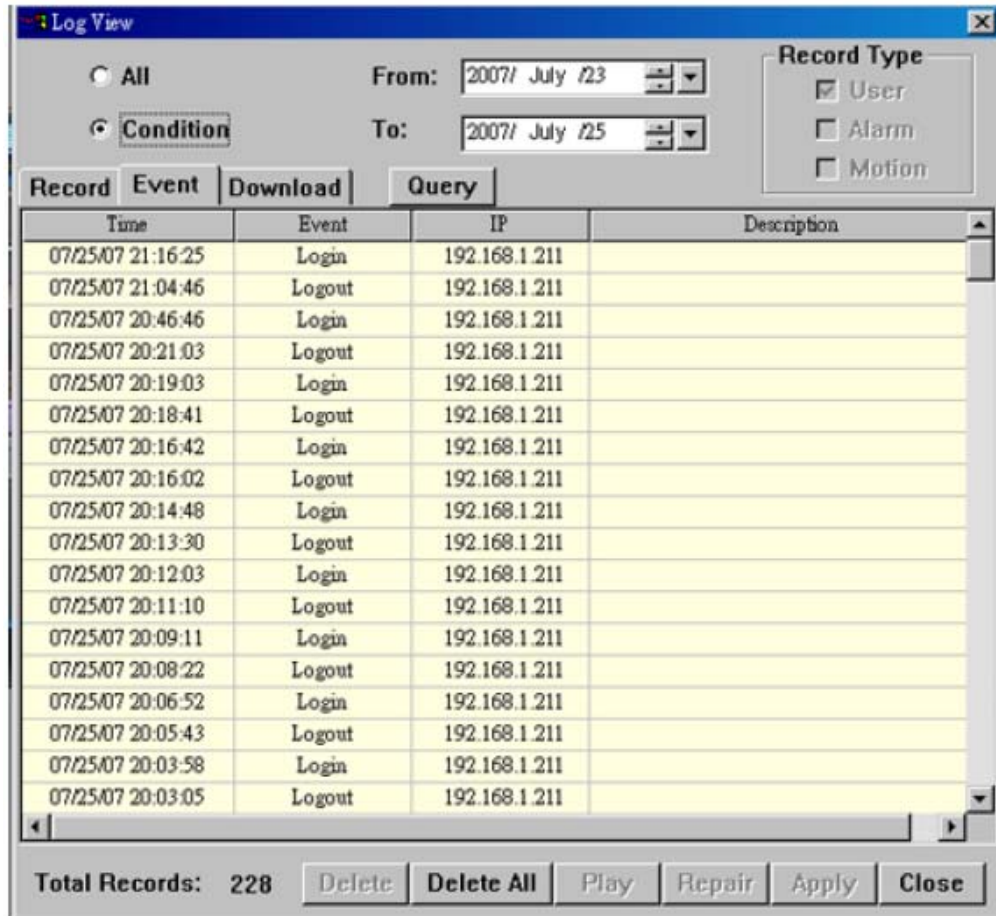 Log View
All From: 2007/ July /23 Record Type
User
Condition To: 2007/ July /25 Alarm
Motion
Record Event Download Query
Time Event IP Description
07/25/07 21:16:25 Login 192.168.1.211
07/25/07 21:04:46 Logout 192.168.1.211
07/25/07 20:46:46 Login 192.168.1.211
07/25/07 20:21:03 Logout 192.168.1.211
07/25/07 20:19:03 Login 192.168.1.211
07/25/07 20:18:41 Logout 192.168.1.211
07/25/07 20:16:42 Login 192.168.1.211
07/25/07 20:16:02 Logout 192.168.1.211
07/25/07 20:14:48 Login 192.168.1.211
07/25/07 20:13:30 Logout 192.168.1.211
07/25/07 20:12:03 Login 192.168.1.211
07/25/07 20:11:10 Logout 192.168.1.211
07/25/07 20:09:11 Login 192.168.1.211
07/25/07 20:08:22 Logout 192.168.1.211
07/25/07 20:06:52 Login 192.168.1.211
07/25/07 20:05:43 Logout 192.168.1.211
07/25/07 20:03:58 Login 192.168.1.211
07/25/07 20:03:05 Logout 192.168.1.211
Total Records: 228 Delete Delete All Play Repair Apply Close